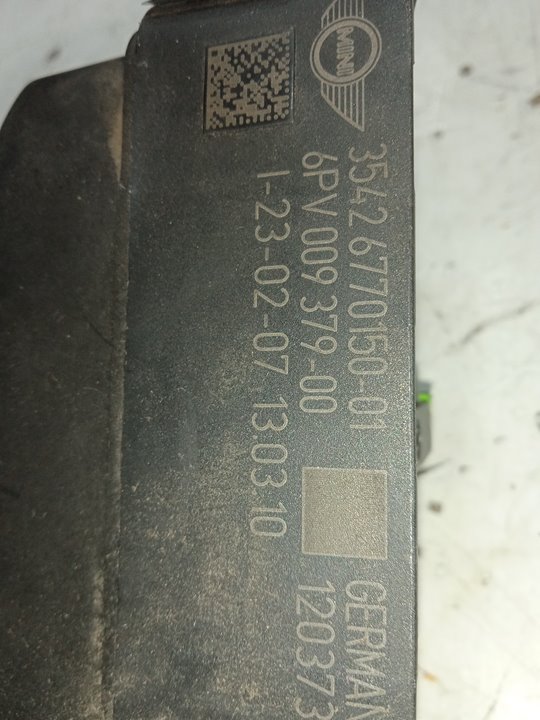 MINI
3542 6770150-01 GERMAN
6PV 009 379-00 120373
1-23-02-07 13.03.10